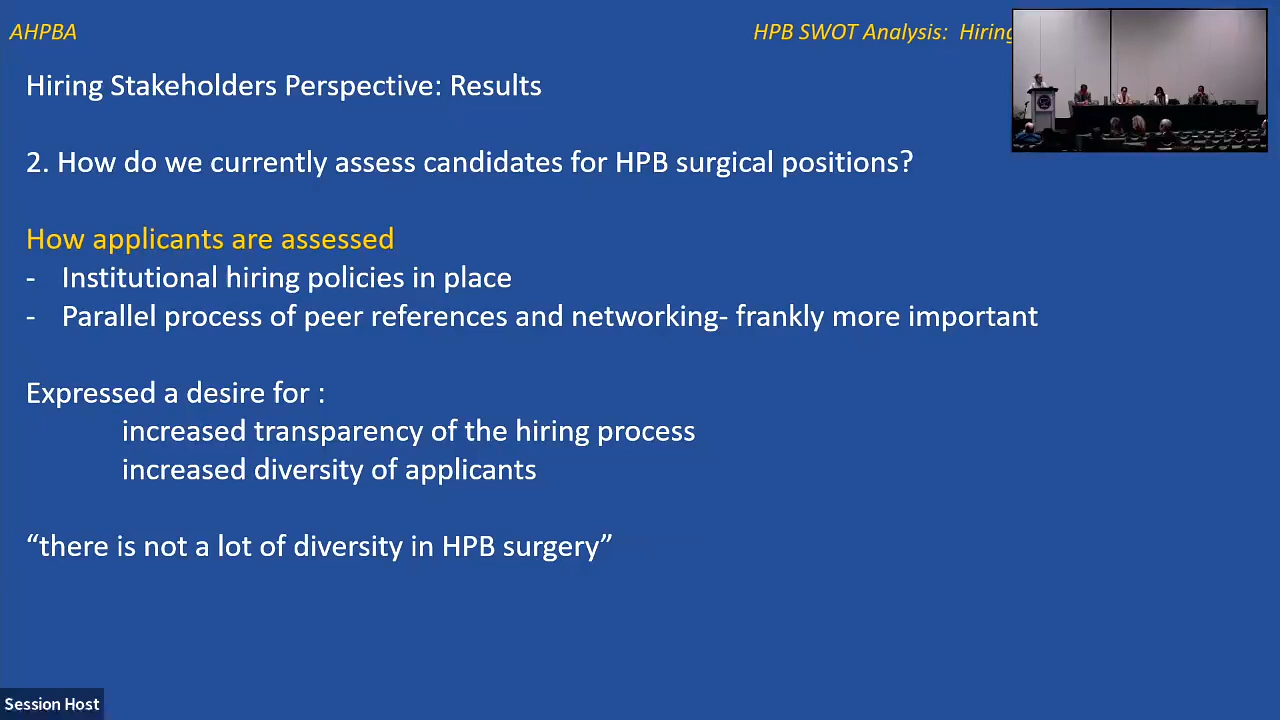 AHPBA
HPB SWOT Analysis: Hiring
Hiring Stakeholders Perspective: Results
2. How do we currently assess candidates for HPB surgical positions?
How applicants are assessed
- Institutional hiring policies in place
- Parallel process of peer references and networking- frankly more important
Expressed a desire for :
increased transparency of the hiring process
increased diversity of applicants
“there is not a lot of diversity in HPB surgery”
Session Host